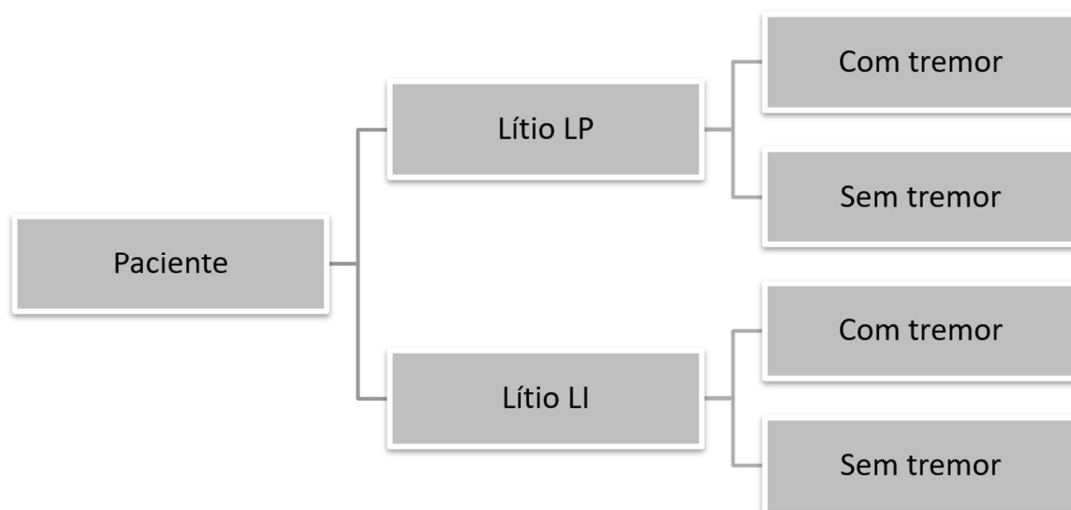 Paciente
Lítio LP
Com tremor
Sem tremor
Lítio LI
Com tremor
Sem tremor